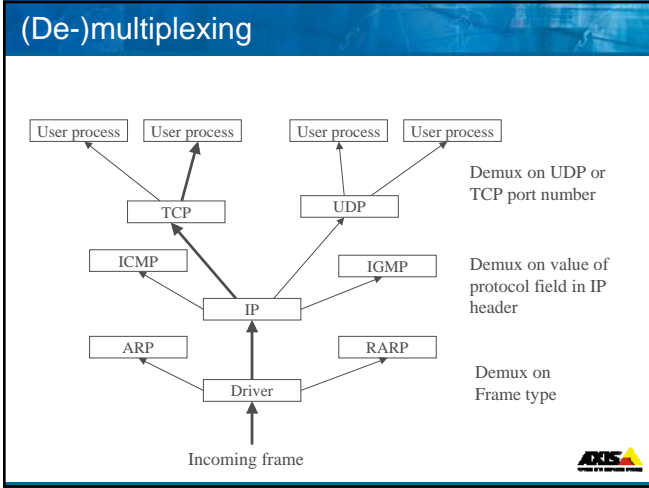 (De-)multiplexing
User process User process User process User process
Demux on UDP or
TCP port number
TCP UDP
ICMP IGMP
Demux on value of
protocol field in IP
header
IP
ARP RARP
Demux on
Frame type
Driver
Incoming frame
AXIS